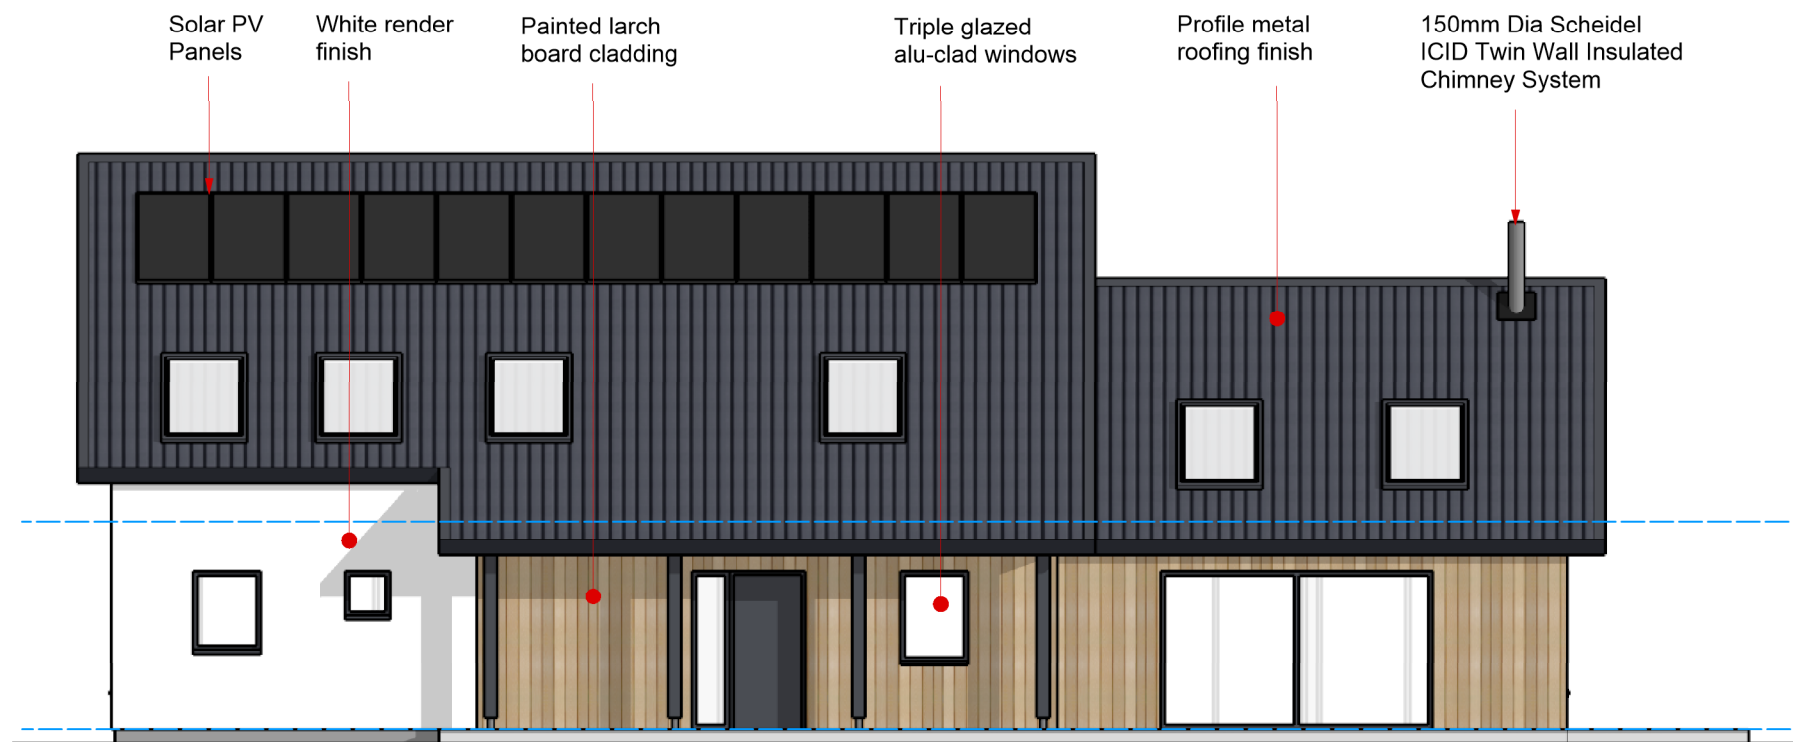 Solar PV
Panels
White render
finish
Painted larch
board cladding
Triple glazed
alu-clad windows
Profile metal
roofing finish
150mm Dia Scheidel
ICID Twin Wall Insulated
Chimney System